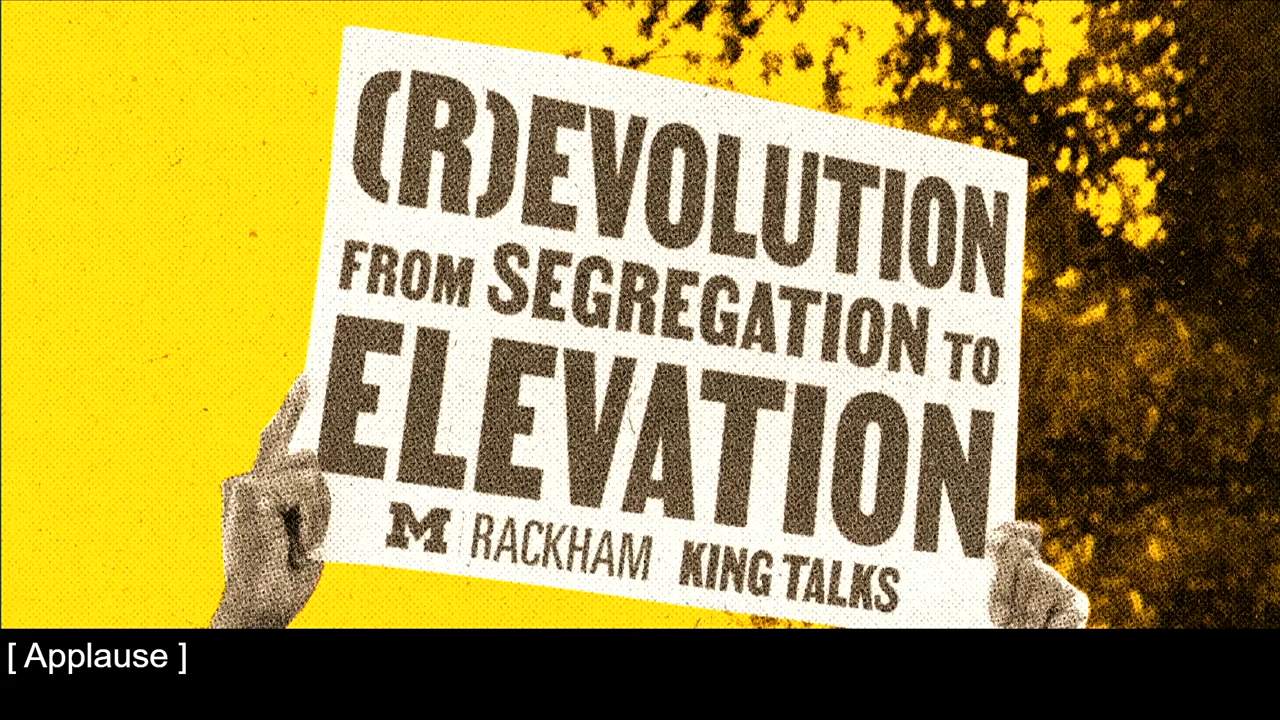 (R)EVOLUTION
FROM SEGREGATION TO
ELEVATION
M RACKHAM KING TALKS
[ Applause ]